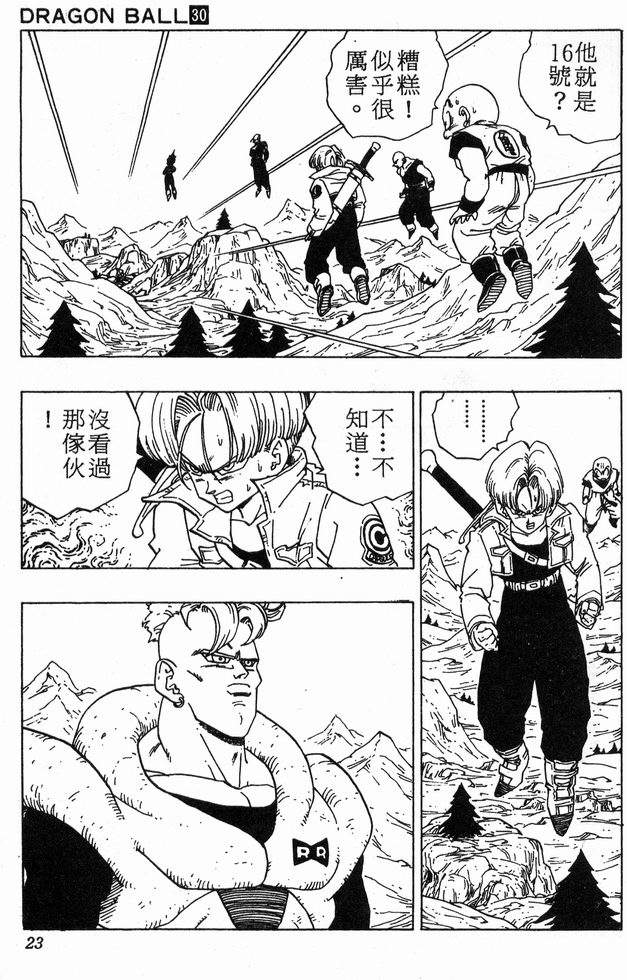 DRAGON BALL 30
他就是
16號？
糟糕！
似乎很
厲害。
⋯⋯
⋯⋯
不⋯不
知道⋯
沒看過
那傢伙
！
RR
23